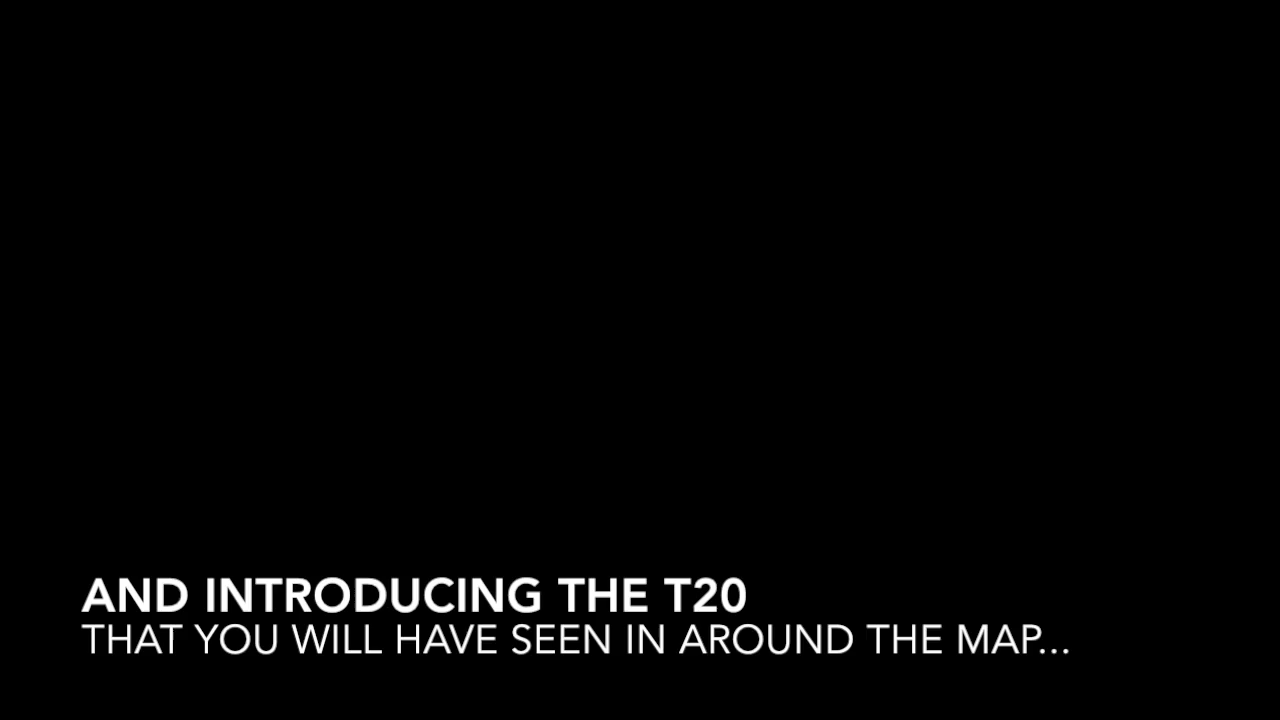 AND INTRODUCING THE T20
THAT YOU WILL HAVE SEEN IN AROUND THE MAP...